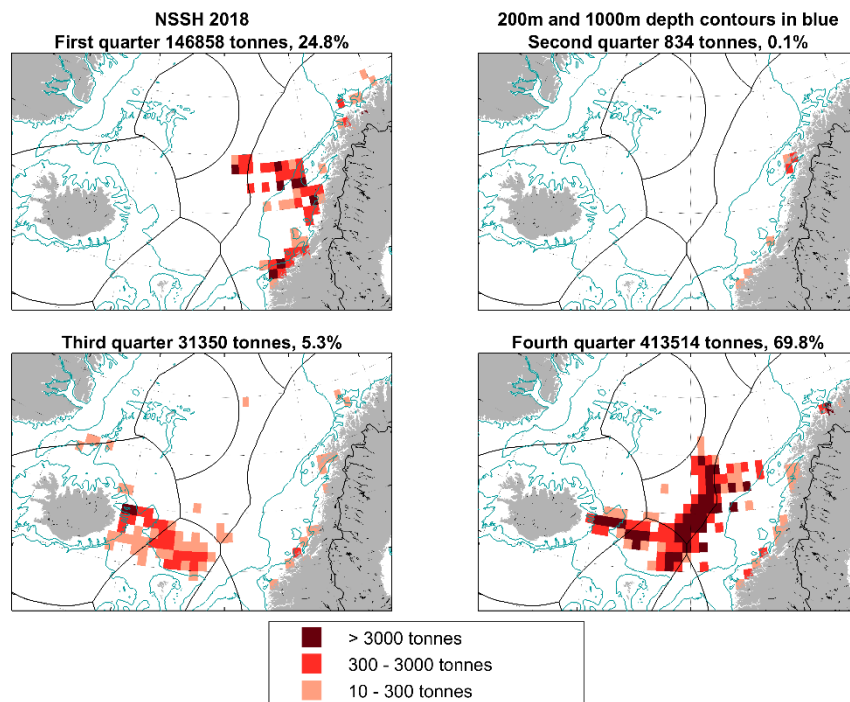 NSSH 2018
First quarter 146858 tonnes, 24.8%
200m and 1000m depth contours in blue
Second quarter 834 tonnes, 0.1%
Third quarter 31350 tonnes, 5.3%
Fourth quarter 413514 tonnes, 69.8%
> 3000 tonnes
300 - 3000 tonnes
10 - 300 tonnes